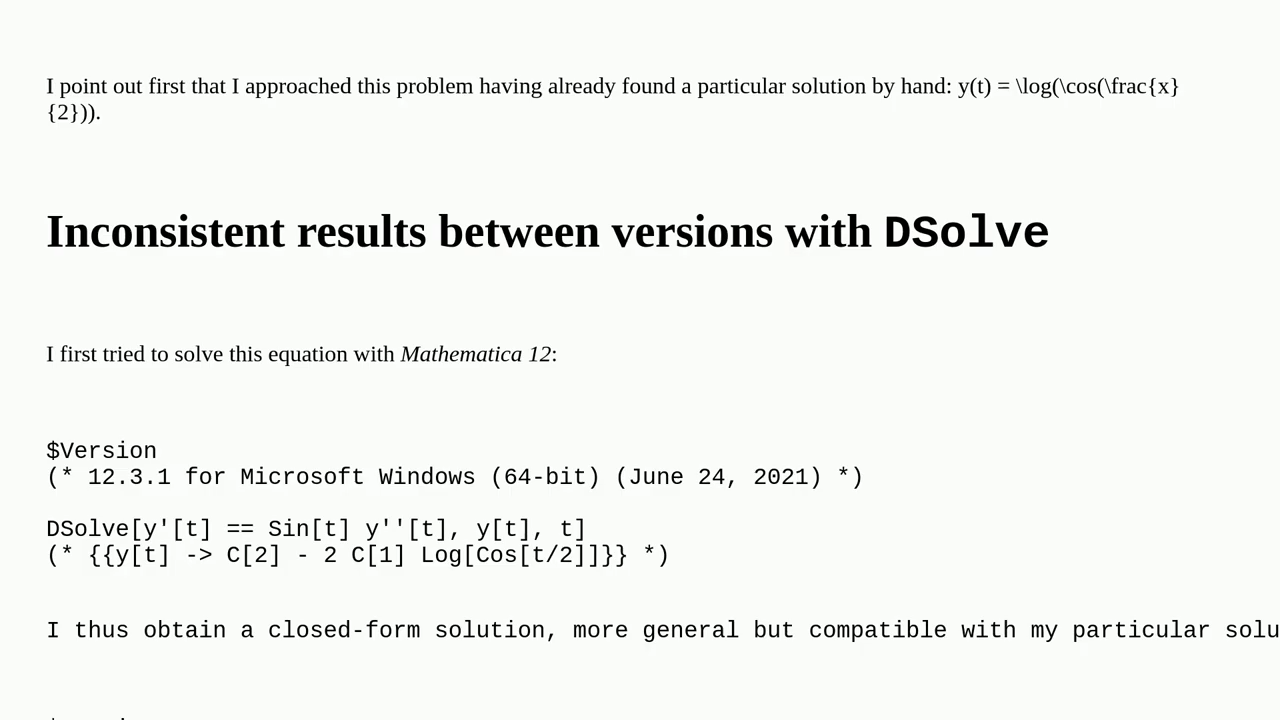 I point out first that I approached this problem having already found a particular solution by hand: y(t) = \log(\cos(\frac{x}
{2})).
Inconsistent results between versions with DSolve
I first tried to solve this equation with Mathematica 12:
$Version
(* 12.3.1 for Microsoft Windows (64-bit) (June 24, 2021) *)
DSolve[y'[t] == Sin[t] y''[t], y[t], t]
(* {{y[t] -> C[2] - 2 C[1] Log[Cos[t/2]]}} *)
I thus obtain a closed-form solution, more general but compatible with my particular solu